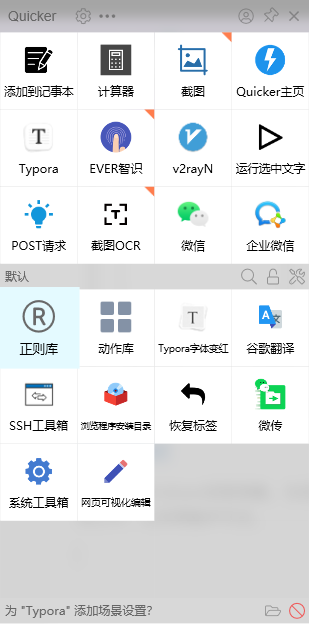 Quicker
添加到记事本 计算器 截图 Quicker主页
Typora EVER智识 v2rayN 运行选中文字
POST请求 截图OCR 微信 企业微信
默认
正则库 动作库 Typora字体变红 谷歌翻译
SSH工具箱 浏览程序安装目录 恢复标签 微传
系统工具箱 网页可视化编辑
为 "Typora" 添加场景设置?